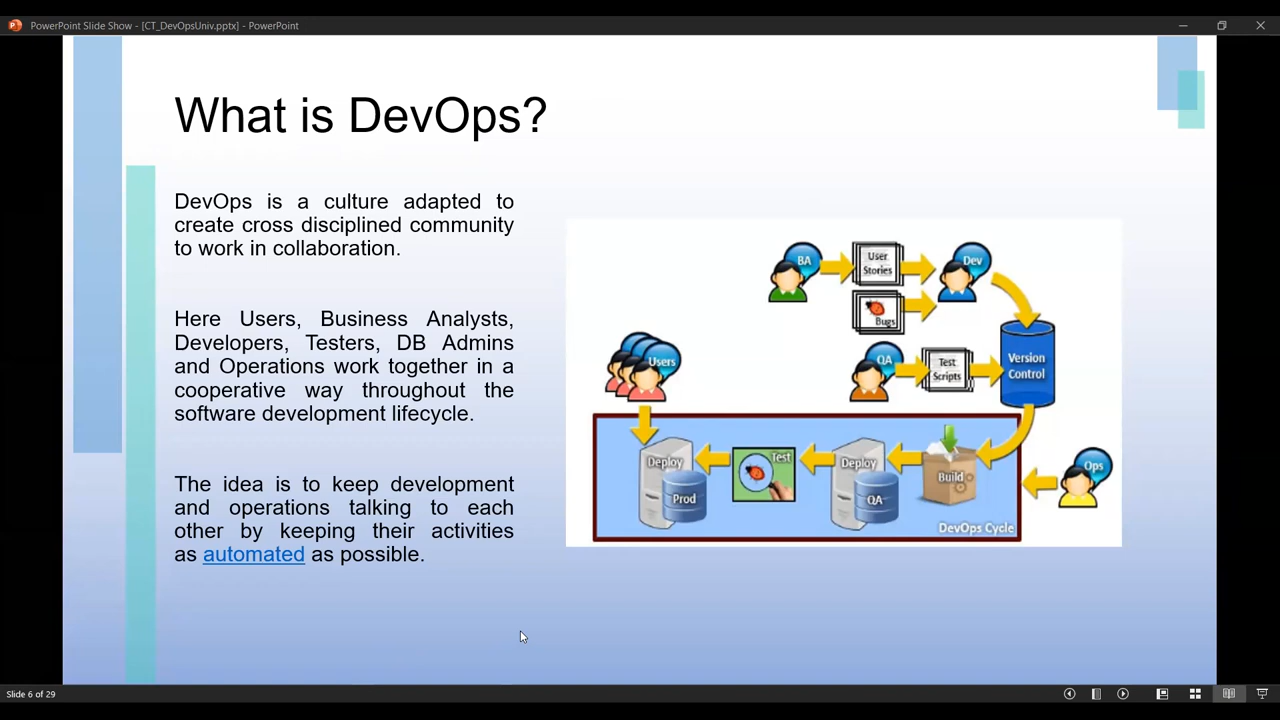 PowerPoint Slide Show - [CT_DevOpsUniv.pptx] - PowerPoint
What is DevOps?
DevOps is a culture adapted to
create cross disciplined community
to work in collaboration.
Here Users, Business Analysts,
Developers, Testers, DB Admins
and Operations work together in a
cooperative way throughout the
software development lifecycle.
The idea is to keep development
and operations talking to each
other by keeping their activities
as automated as possible.
BA
User
Stories
Dev
Bugs
Users
QA
Test
Scripts
Version
Control
Deploy
Prod
Test
Deploy
QA
Build
Ops
DevOps Cycle
Slide 6 of 29